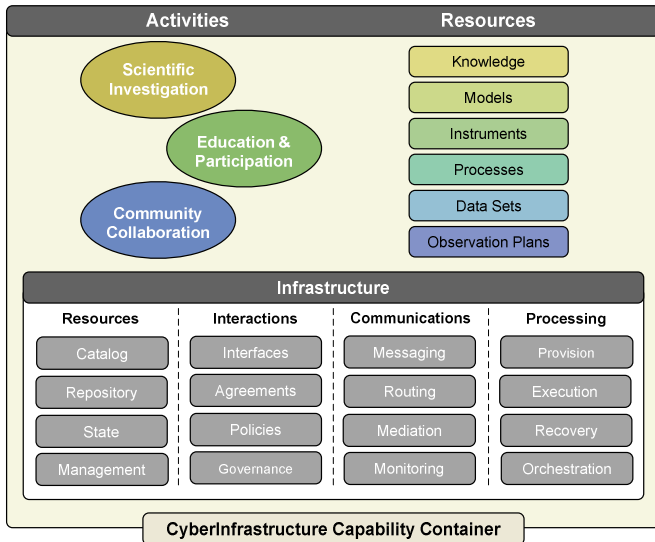 Activities
Resources
Scientific
Investigation
Education &
Participation
Community
Collaboration
Knowledge
Models
Instruments
Processes
Data Sets
Observation Plans
Infrastructure
Resources
Interactions
Communications
Processing
Catalog
Interfaces
Messaging
Provision
Repository
Agreements
Routing
Execution
State
Policies
Mediation
Recovery
Management
Governance
Monitoring
Orchestration
CyberInfrastructure Capability Container